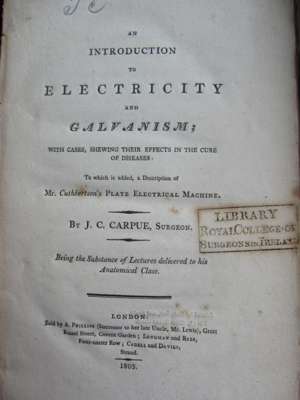 AN
INTRODUCTION
TO
ELECTRICITY
AND
GALVANISM;
WITH CASES, SHEWING THEIR EFFECTS IN THE CURE
OF DISEASES:
To which is added, a Description of
Mr. Cuthbertson's PLATE ELECTRICAL MACHINE.
BY J. C. CARPUE, SURGEON.
LIBRARY
ROYAL COLLEGE OF
SURGEONS IN IRELAND
Being the Substance of Lectures delivered to his
Anatomical Class.
LONDON:
Sold by A. PHILLIPS (Successor to her late Uncle, Mr. Lewis), Great
Russel Street, Covent Garden; LONGMAN and REES,
Pater-noster Row; CADELL and DAVIES,
Strand.
1803.